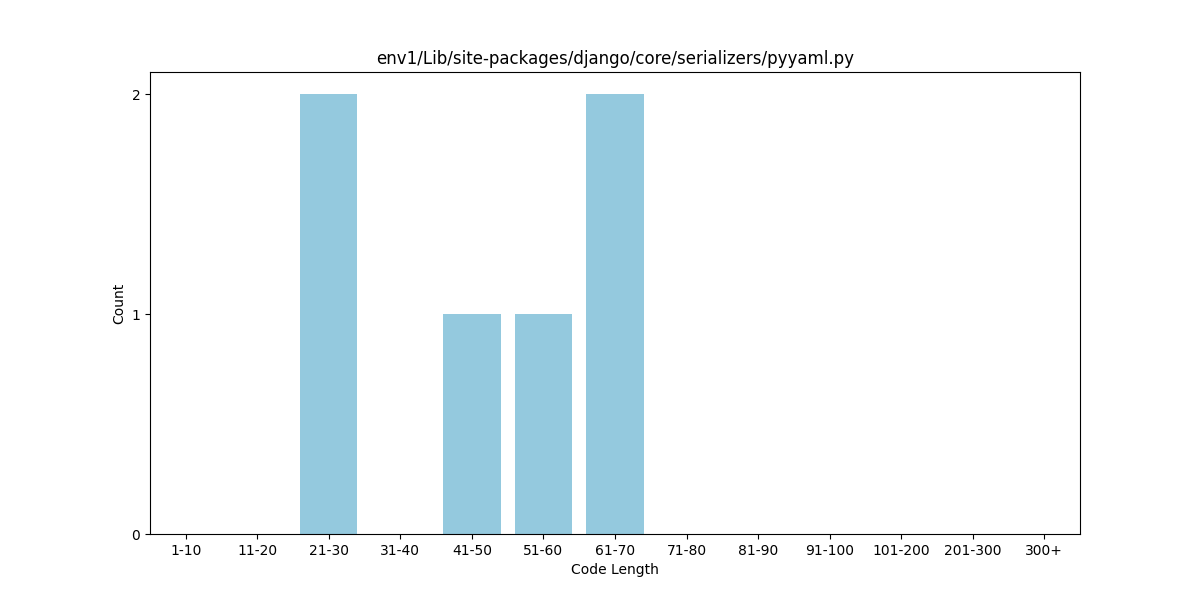 env1/Lib/site-packages/django/core/serializers/pyyaml.py
2
1
0
Count
1-10 11-20 21-30 31-40 41-50 51-60 61-70 71-80 81-90 91-100 101-200 201-300 300+
Code Length